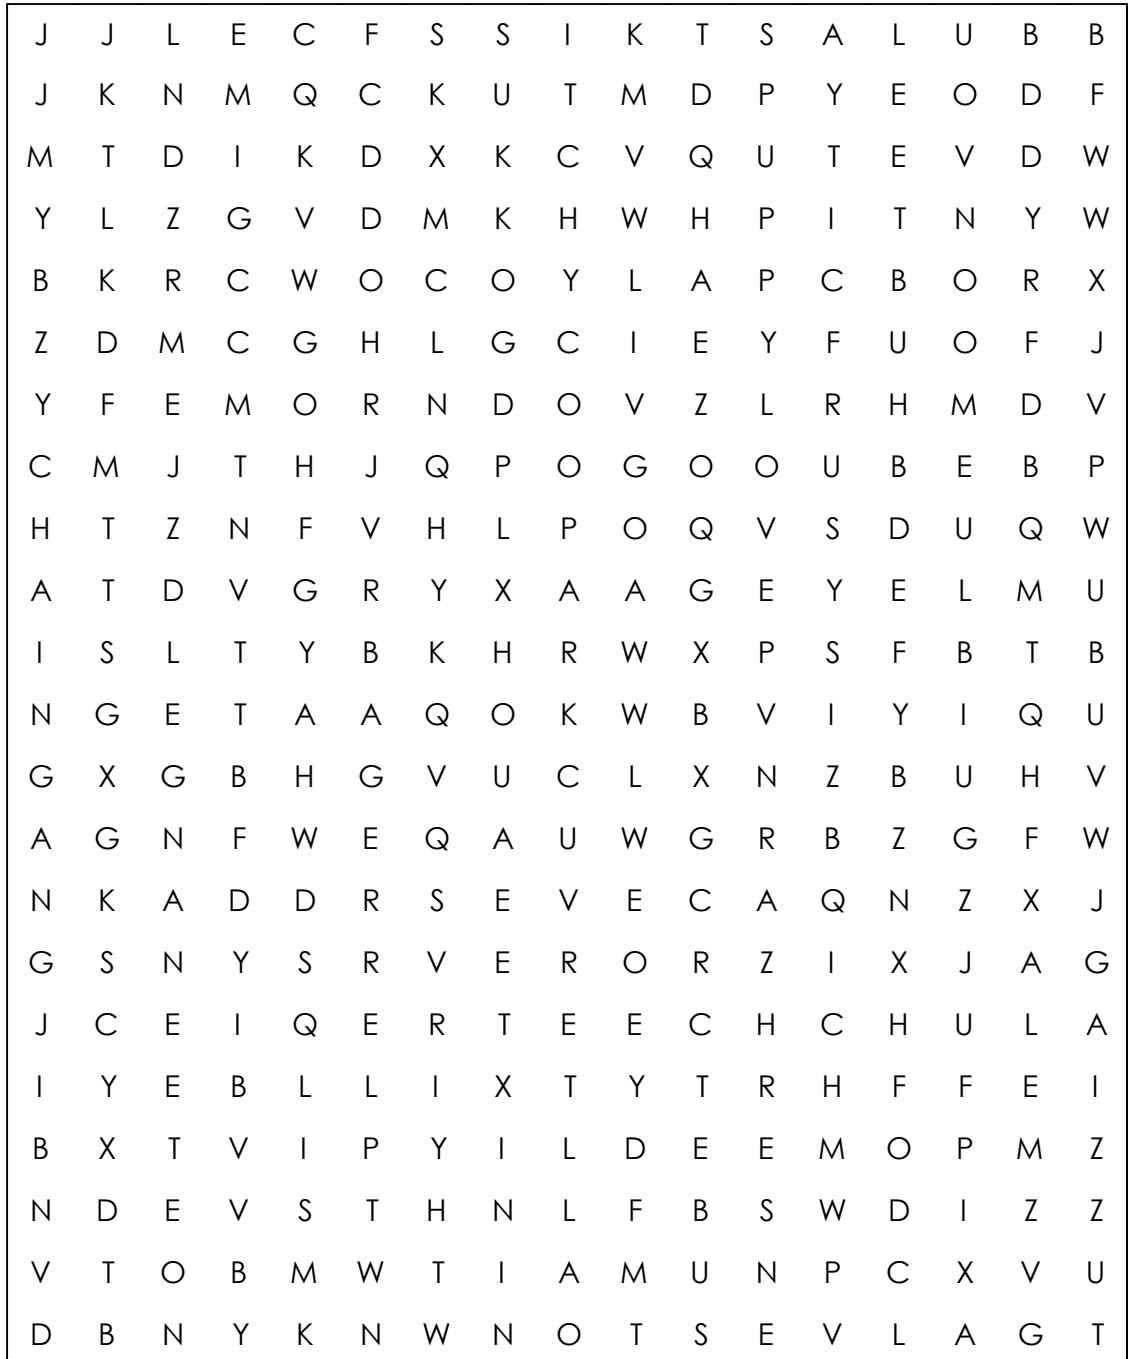 J J L E C F S S I K T S A L U B B
J K N M Q C K U T M D P Y E O D F
M T D I K D X K C V Q U T E V D W
Y L Z G V D M K H W H P I T N Y W
B K R C W O C O Y L A P C B O R X
Z D M C G H L G C I E Y F U O F J
Y F E M O R N D O V Z L R H M D V
C M J T H J Q P O G O O U B E B P
H T Z N F V H L P O Q V S D U Q W
A T D V G R Y X A A G E Y E L M U
I S L T Y B K H R W X P S F B T B
N G E T A A Q O K W B V I Y I Q U
G X G B H G V U C L X N Z B U H V
A G N F W E Q A U W G R B Z G F W
N K A D D R S E V E C A Q N Z X J
G S N Y S R V E R O R Z I X J A G
J C E I Q E R T E E C H C H U L A
I Y E B L L I X T Y T R H F F E I
B X T V I P Y I L D E E M O P M Z
N D E V S T H N L F B S W D I Z Z
V T O B M W T I A M U N P C X V U
D B N Y K N W N O T S E V L A G T